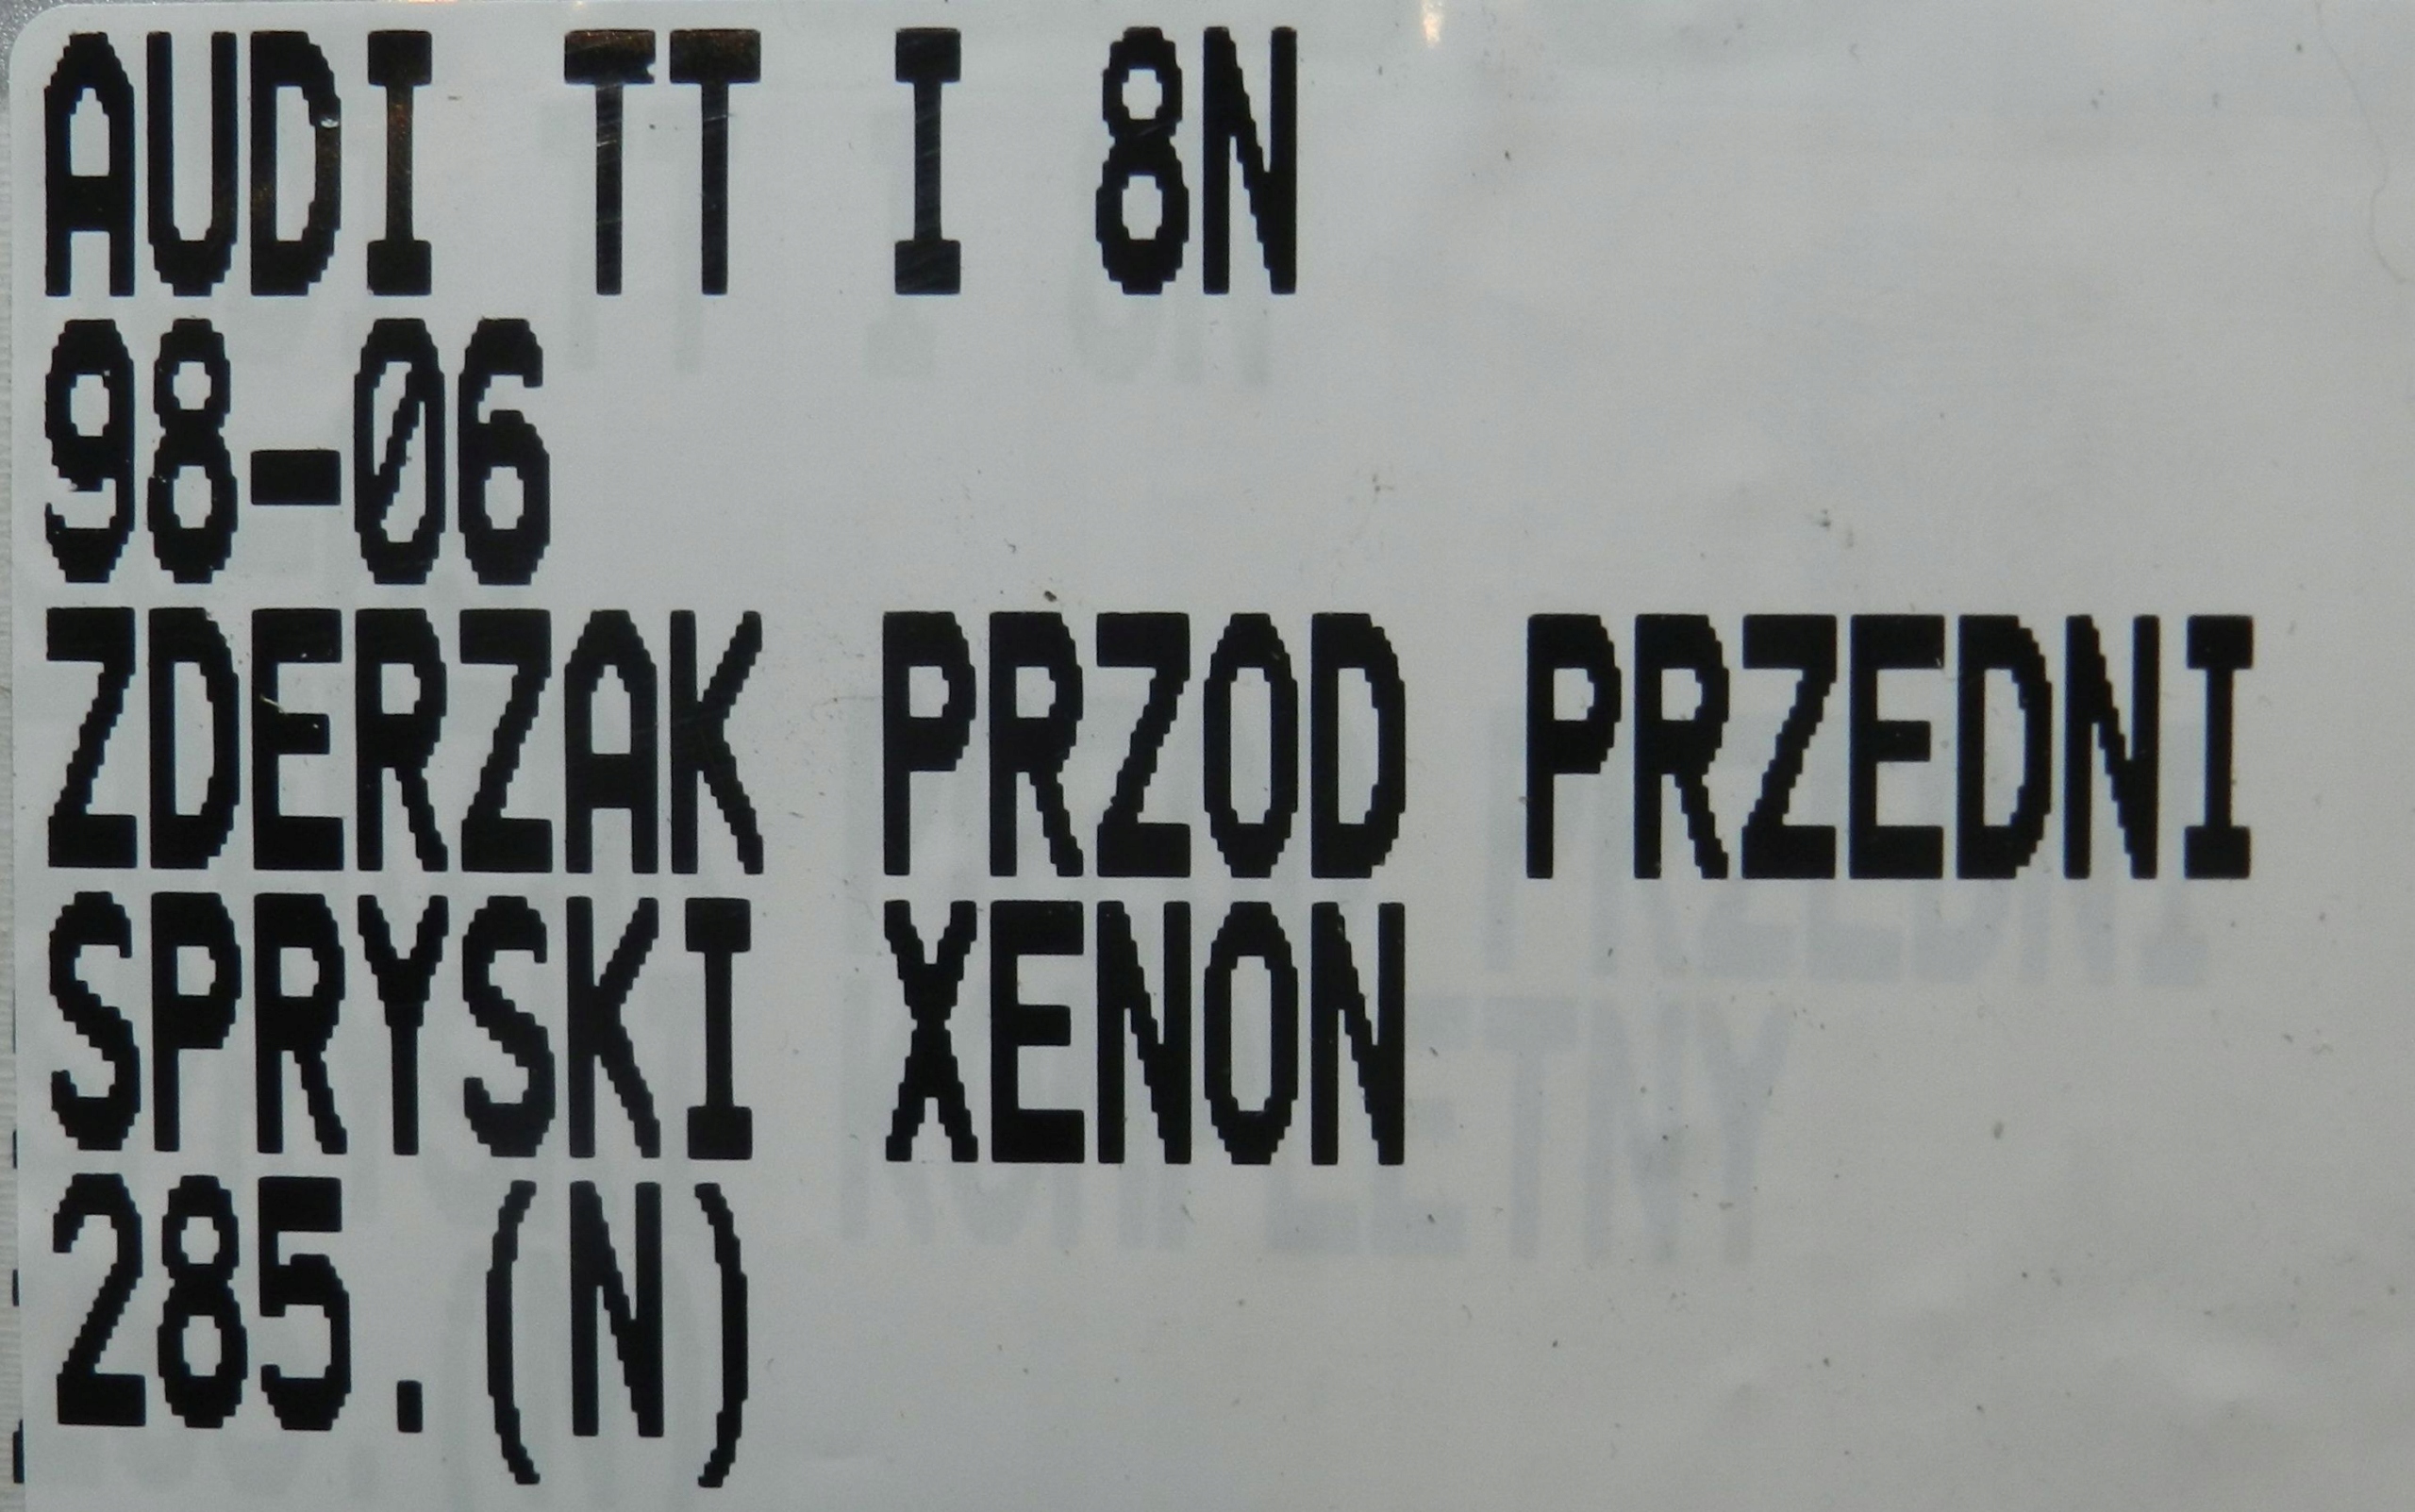 AUDI TT I 8N
98-06
ZDERZAK PRZOD PRZEDNI
SPRYSKI XENON
285.(N)